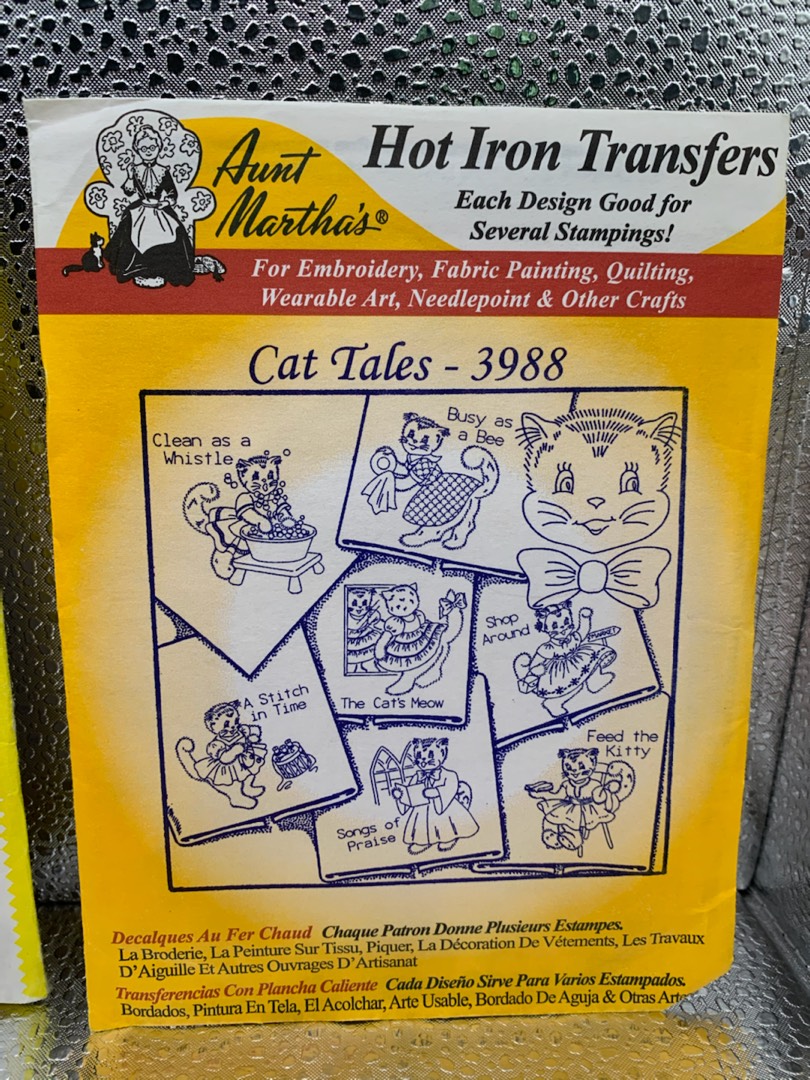 Aunt
Martha's®
Hot Iron Transfers
Each Design Good for
Several Stampings!
For Embroidery, Fabric Painting, Quilting,
Wearable Art, Needlepoint & Other Crafts
Cat Tales - 3988
Clean as a
Whistle
Busy as
a Bee
The Cat's Meow
Shop
Around
A Stitch
in Time
Songs of
Praise
Feed the
Kitty
Decalques Au Fer Chaud Chaque Patron Donne Plusieurs Estampes.
La Broderie, La Peinture Sur Tissu, Piquer, La Décoration De Vétements, Les Travaux
D'Aiguille Et Autres Ouvrages D'Artisanat
Transferencias Con Plancha Caliente Cada Diseño Sirve Para Varios Estampados.
Bordados, Pintura En Tela, El Acolchar, Arte Usable, Bordado De Aguja & Otras